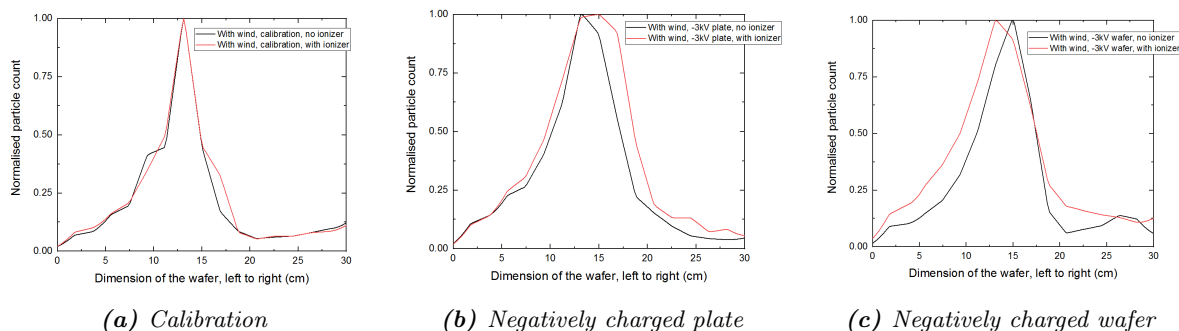 With wind, calibration, no ionizer
With wind, calibration, with ionizer
1.00
0.75
0.50
0.25
0.00
Normalised particle count
0 5 10 15 20 25 30
Dimension of the wafer, left to right (cm)
(a) Calibration
With wind, -3kV plate, no ionizer
With wind, -3kV plate, with ionizer
1.00
0.75
0.50
0.25
0.00
Normalised particle count
0 5 10 15 20 25 30
Dimension of the wafer, left to right (cm)
(b) Negatively charged plate
With wind, -3kV wafer, no ionizer
With wind, -3kV wafer, with ionizer
1.00
0.75
0.50
0.25
0.00
Normalised particle count
0 5 10 15 20 25 30
Dimension of the wafer, left to right (cm)
(c) Negatively charged wafer